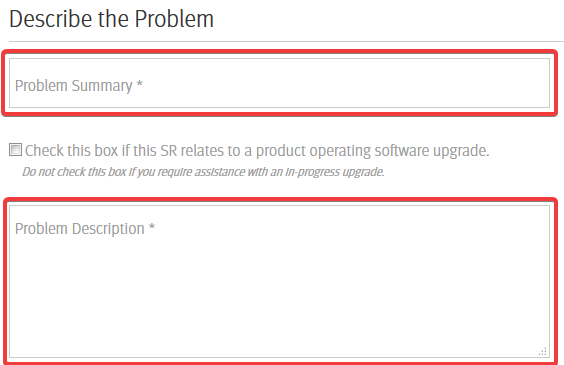 Describe the Problem
Problem Summary *
Check this box if this SR relates to a product operating software upgrade.
Do not check this box if you require assistance with an in-progress upgrade.
Problem Description *